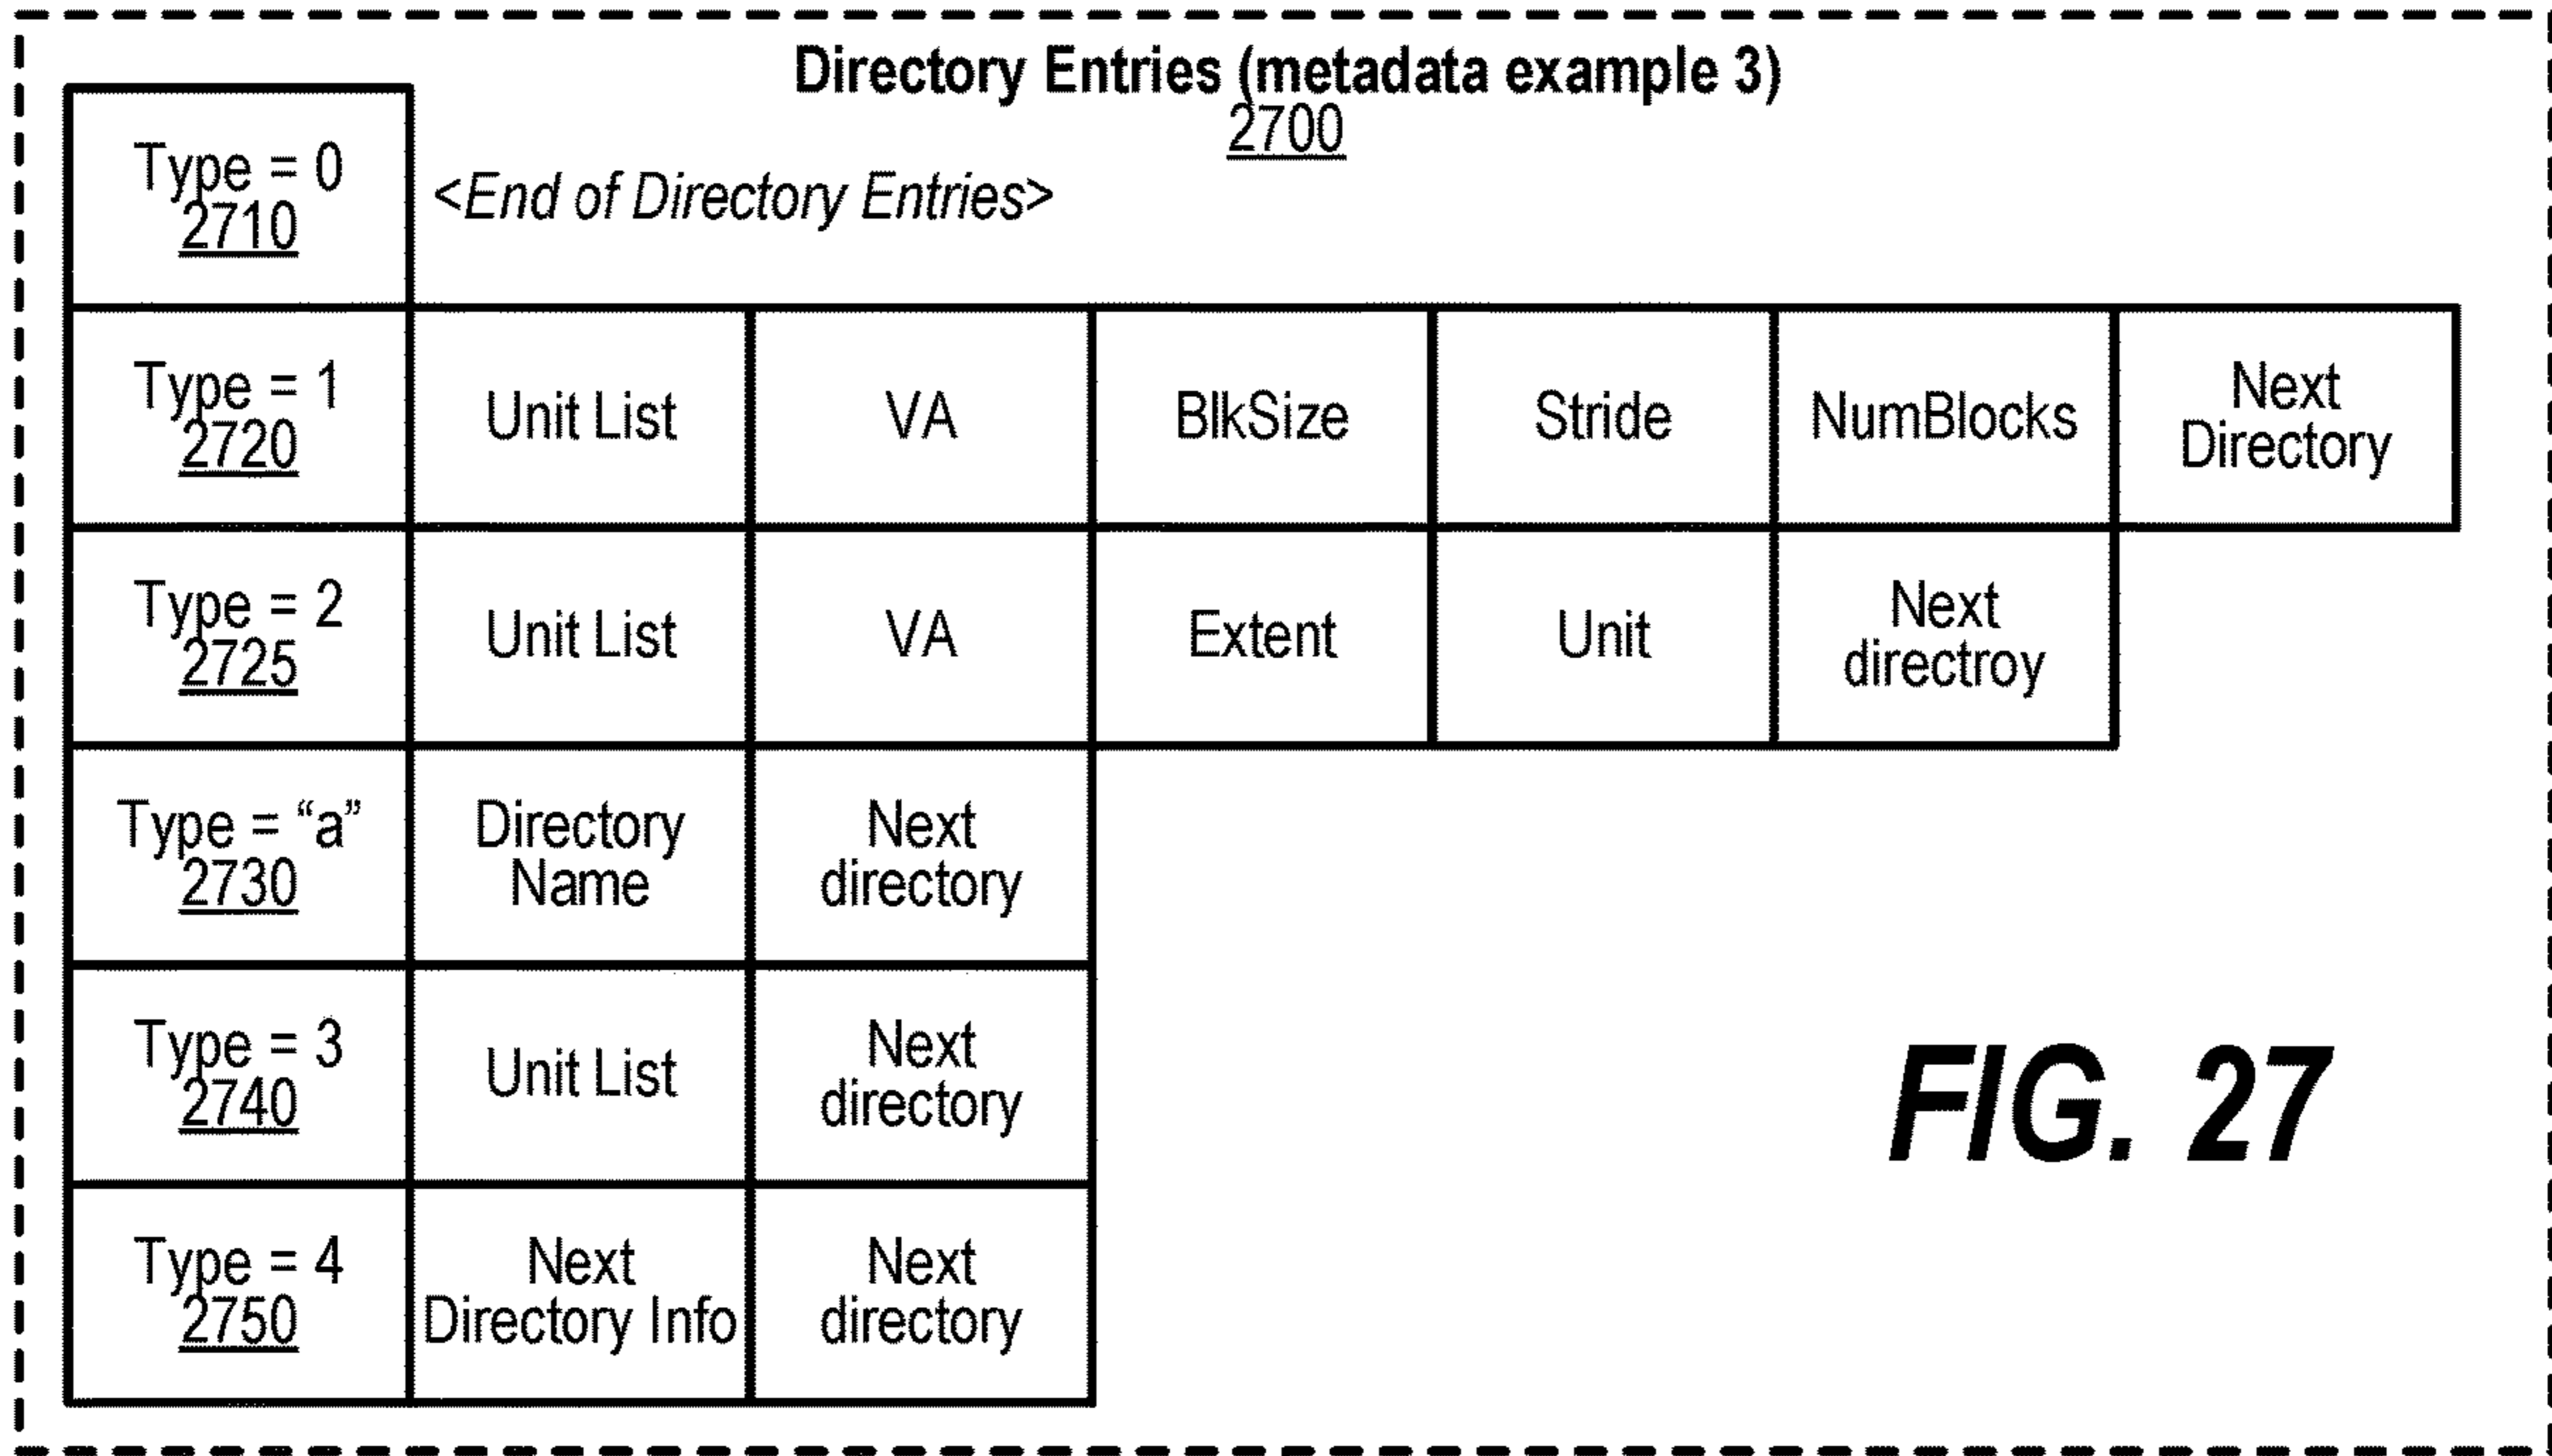 Directory Entries (metadata example 3)
2700
Type = 0
2710
<End of Directory Entries>
Type = 1
2720
Unit List
VA
BlkSize
Stride
NumBlocks
Next
Directory
Type = 2
2725
Unit List
VA
Extent
Unit
Next
directroy
Type = “a”
2730
Directory
Name
Next
directory
Type = 3
2740
Unit List
Next
directory
Type = 4
2750
Next
Directory Info
Next
directory
FIG. 27